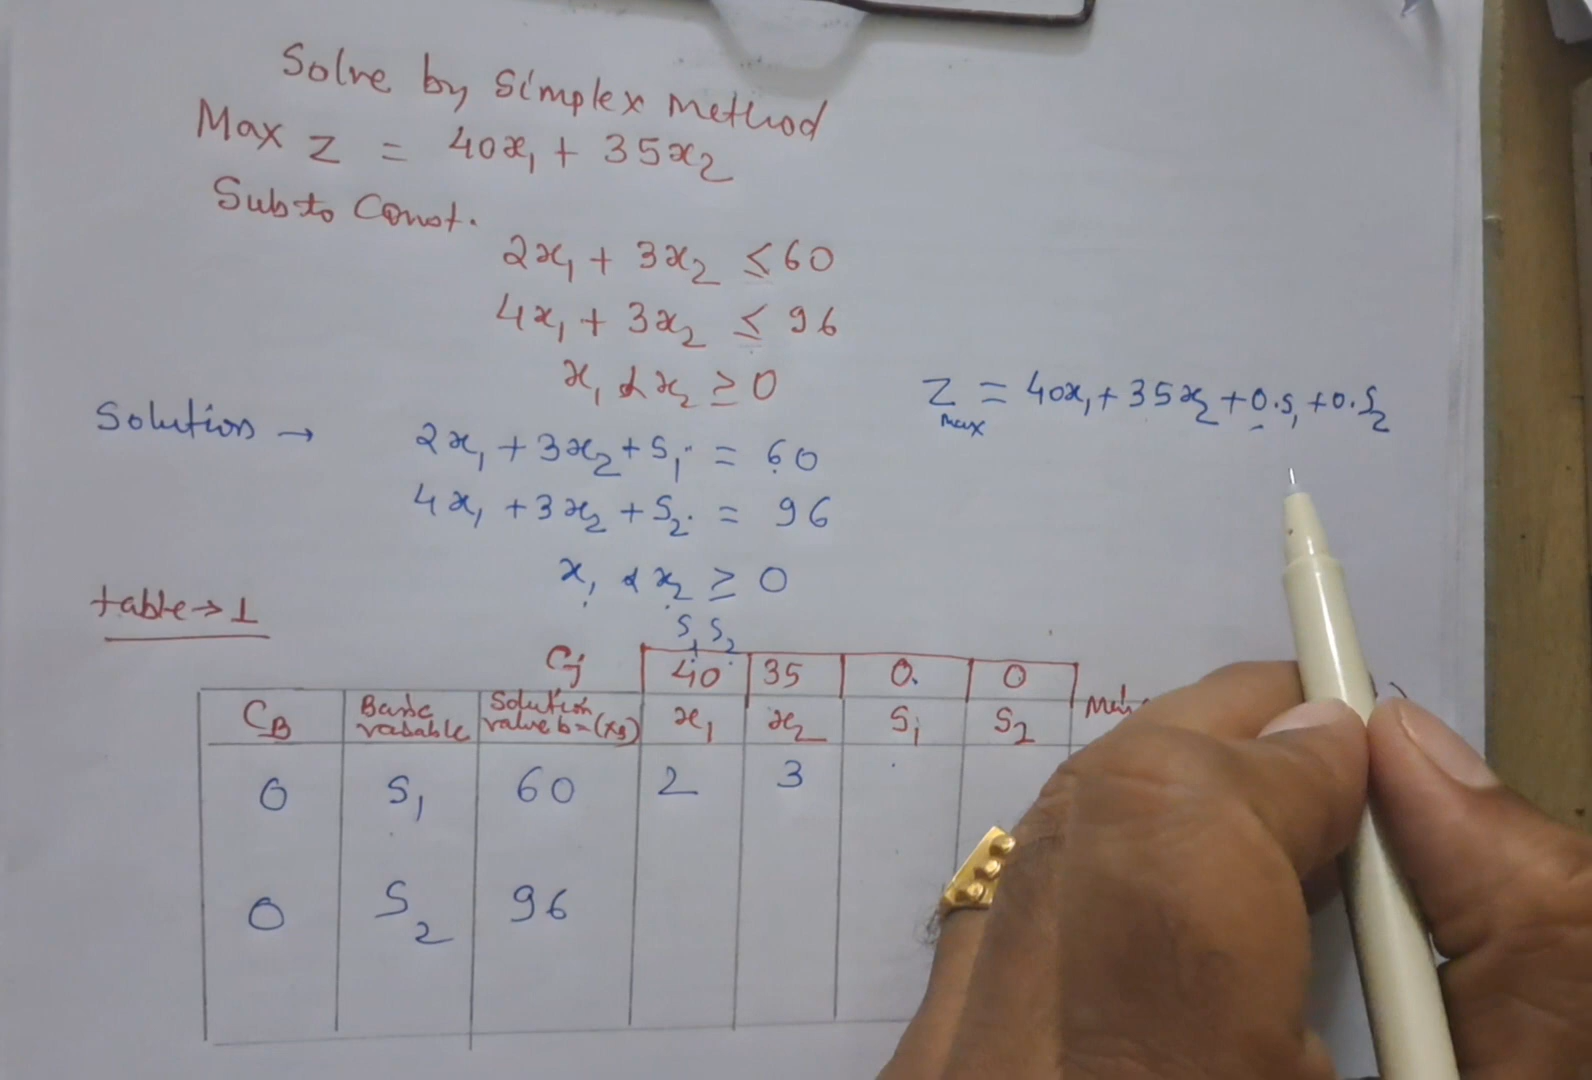 Solve by Simplex method
Max Z = 40x₁ + 35x₂
Sub to Const.
2x₁ + 3x₂ ≤ 60
4x₁ + 3x₂ ≤ 96
x₁ & x₂ ≥ 0
Z max = 40x₁ + 35x₂ + 0.s₁ + 0.S₂
Solution →
2x₁ + 3x₂ + S₁ = 60
4x₁ + 3x₂ + S₂ = 96
x₁ & x₂ ≥ 0
S₁ S₂
table → 1
Cj 40 35 0. 0
CB Basic variable Solution value b = (xB) x₁ x₂ S₁ S₂
0 S₁ 60 2 3
0 S₂ 96